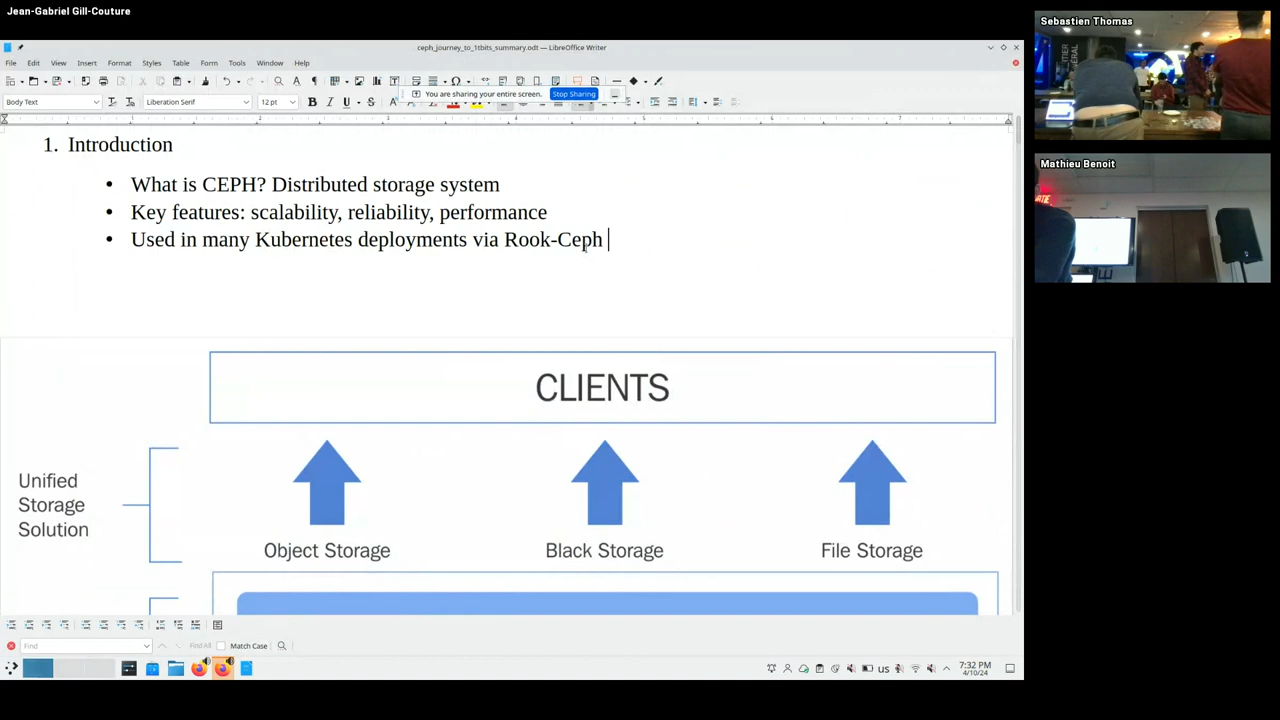 Jean-Gabriel Gill-Couture
ceph_journey_to_1tbits_summary.odt — LibreOffice Writer
File Edit View Insert Format Styles Table Form Tools Window Help
You are sharing your entire screen. Stop Sharing
Body Text Liberation Serif 12 pt
1. Introduction
• What is CEPH? Distributed storage system
• Key features: scalability, reliability, performance
• Used in many Kubernetes deployments via Rook-Ceph
CLIENTS
Unified
Storage
Solution
Object Storage Black Storage File Storage
Find Find All Match Case
us 7:32 PM
4/10/24
Sebastien Thomas
Mathieu Benoit